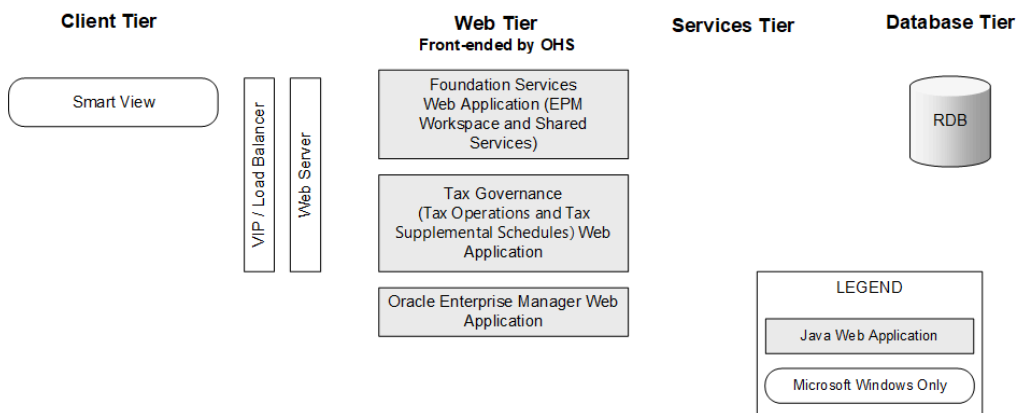 Client Tier
Web Tier
Front-ended by OHS
Services Tier
Database Tier
Smart View
VIP / Load Balancer
Web Server
Foundation Services
Web Application (EPM
Workspace and Shared
Services)
Tax Governance
(Tax Operations and Tax
Supplemental Schedules) Web
Application
Oracle Enterprise Manager Web
Application
RDB
LEGEND
Java Web Application
Microsoft Windows Only